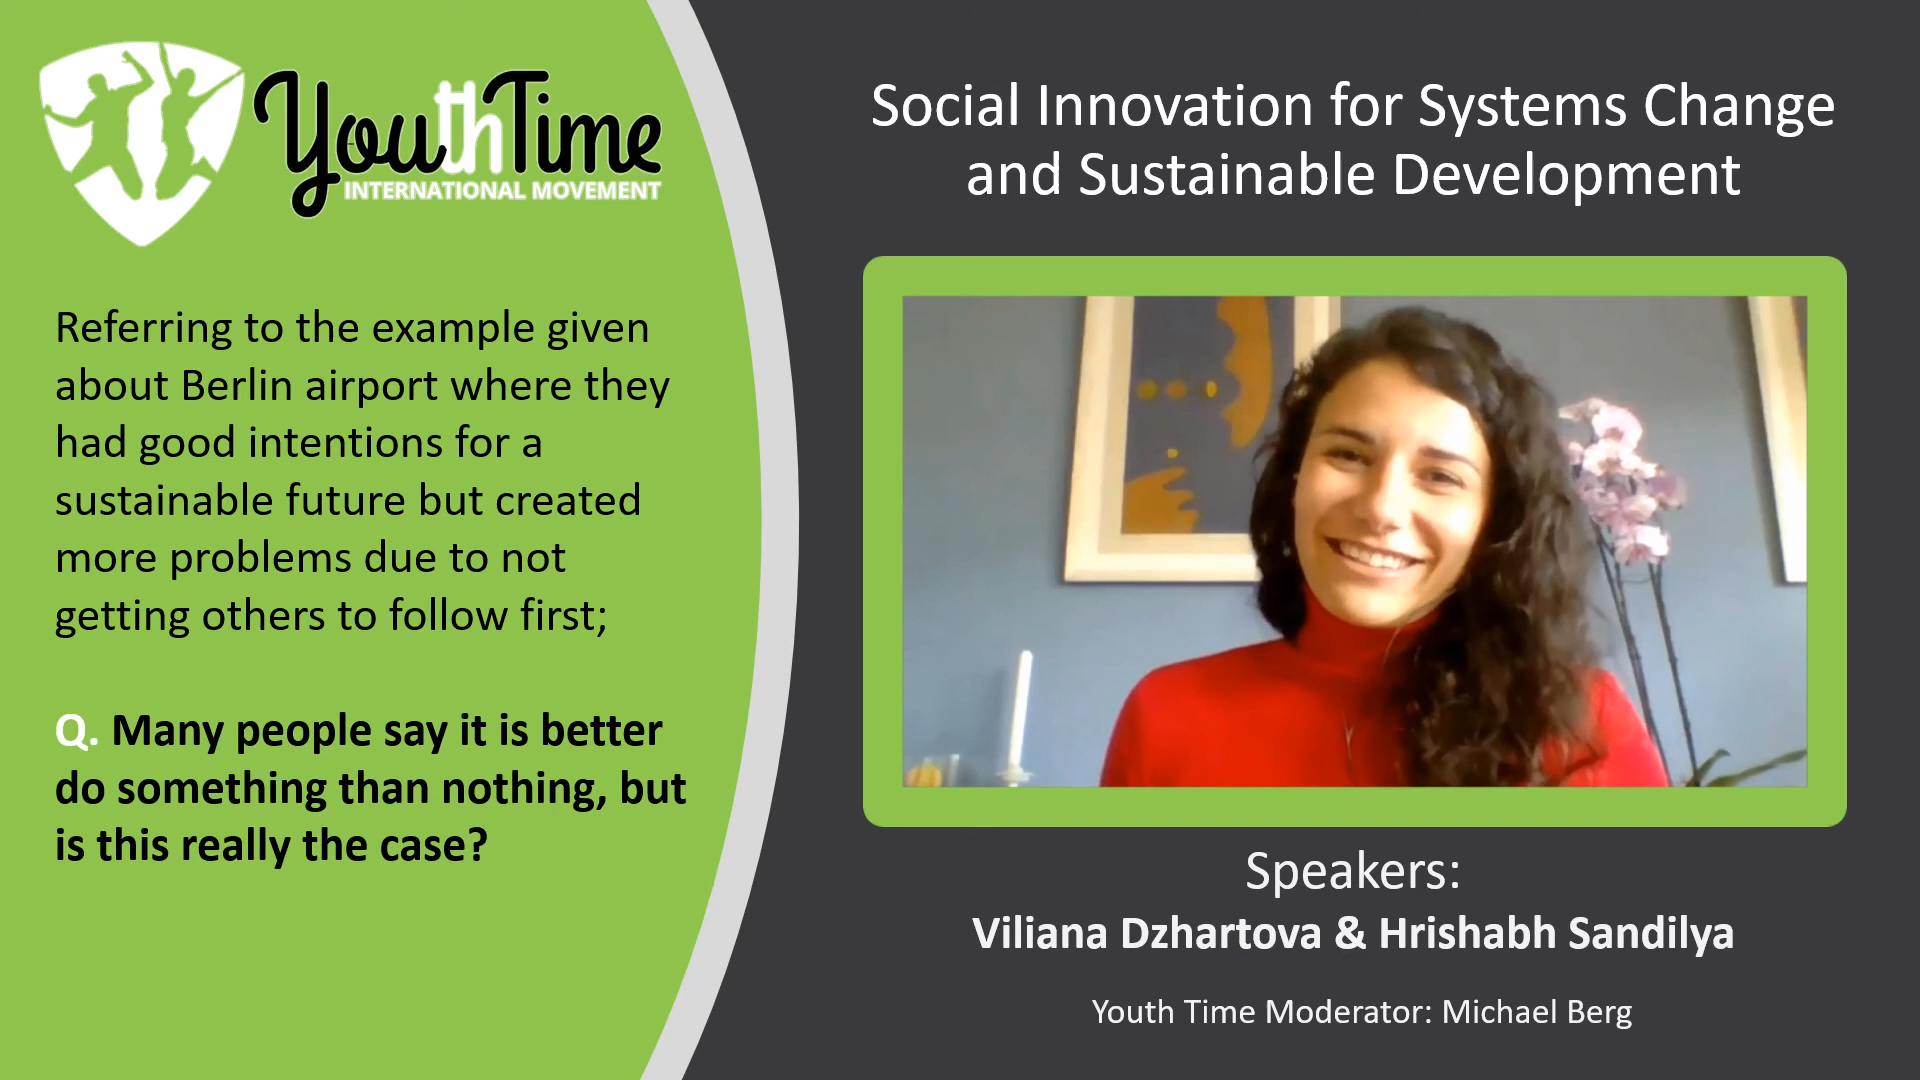 YouthTime
INTERNATIONAL MOVEMENT
Referring to the example given
about Berlin airport where they
had good intentions for a
sustainable future but created
more problems due to not
getting others to follow first;
Q. Many people say it is better
do something than nothing, but
is this really the case?
Social Innovation for Systems Change
and Sustainable Development
Speakers:
Viliana Dzhartova & Hrishabh Sandilya
Youth Time Moderator: Michael Berg